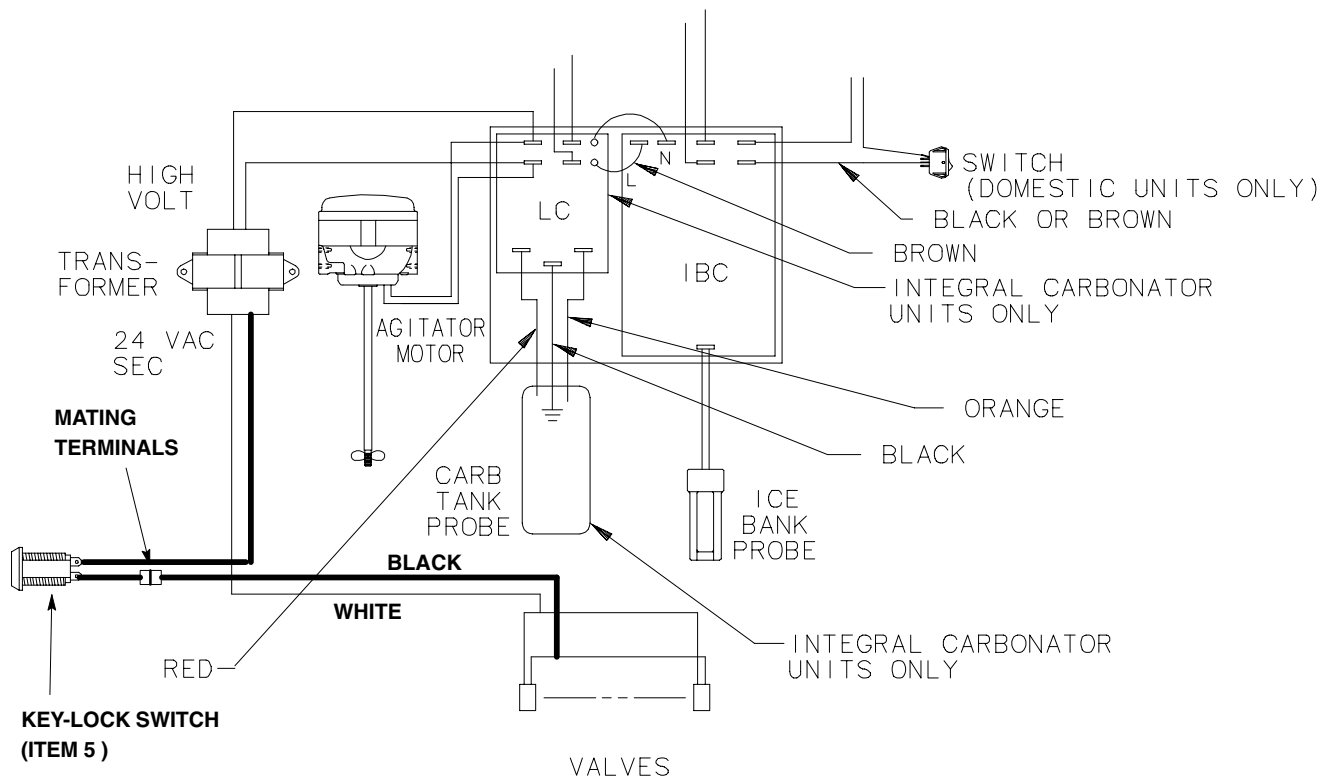 HIGH
VOLT
TRANS-
FORMER
24 VAC
SEC
MATING
TERMINALS
AGITATOR
MOTOR
LC
N
L
IBC
SWITCH
(DOMESTIC UNITS ONLY)
BLACK OR BROWN
BROWN
INTEGRAL CARBONATOR
UNITS ONLY
ORANGE
BLACK
CARB
TANK
PROBE
ICE
BANK
PROBE
BLACK
WHITE
RED
INTEGRAL CARBONATOR
UNITS ONLY
KEY-LOCK SWITCH
(ITEM 5 )
VALVES